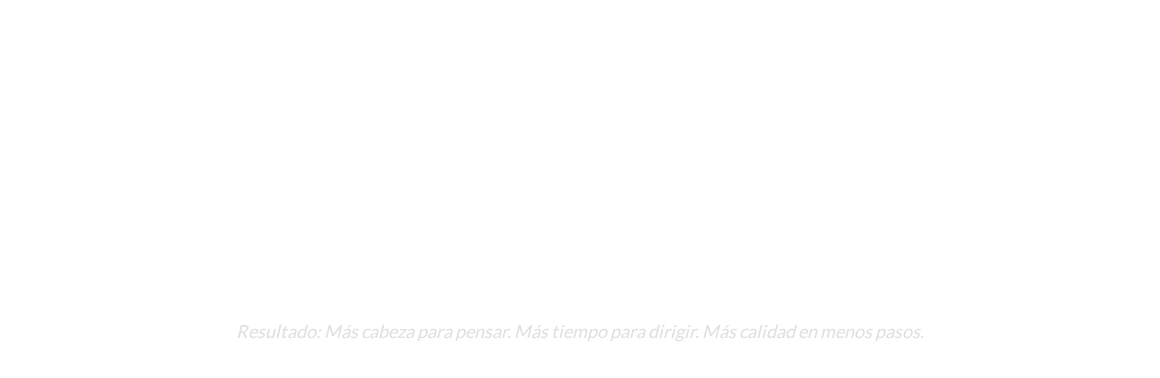 Resultado: Más cabeza para pensar. Más tiempo para dirigir. Más calidad en menos pasos.